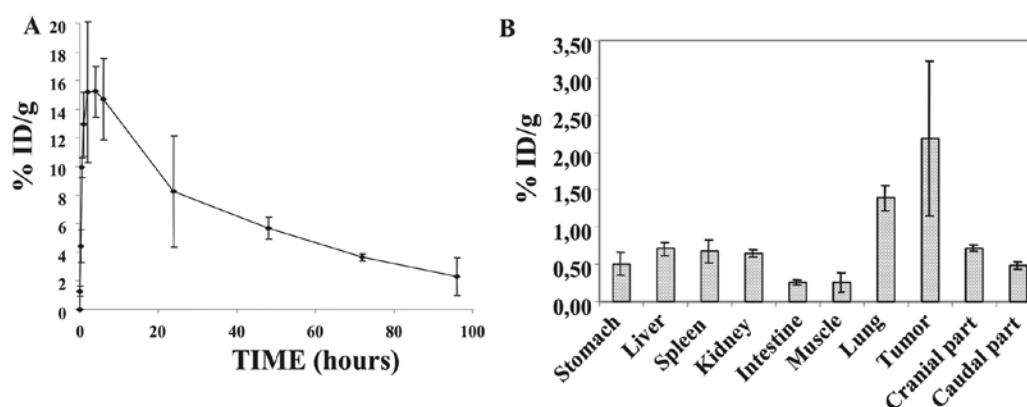 A
% ID/g
20
18
16
14
12
10
8
6
4
2
0
0
20
40
60
80
100
TIME (hours)
B
% ID/g
3,50
3,00
2,50
2,00
1,50
1,00
0,50
0,00
Stomach
Liver
Spleen
Kidney
Intestine
Muscle
Lung
Tumor
Cranial part
Caudal part